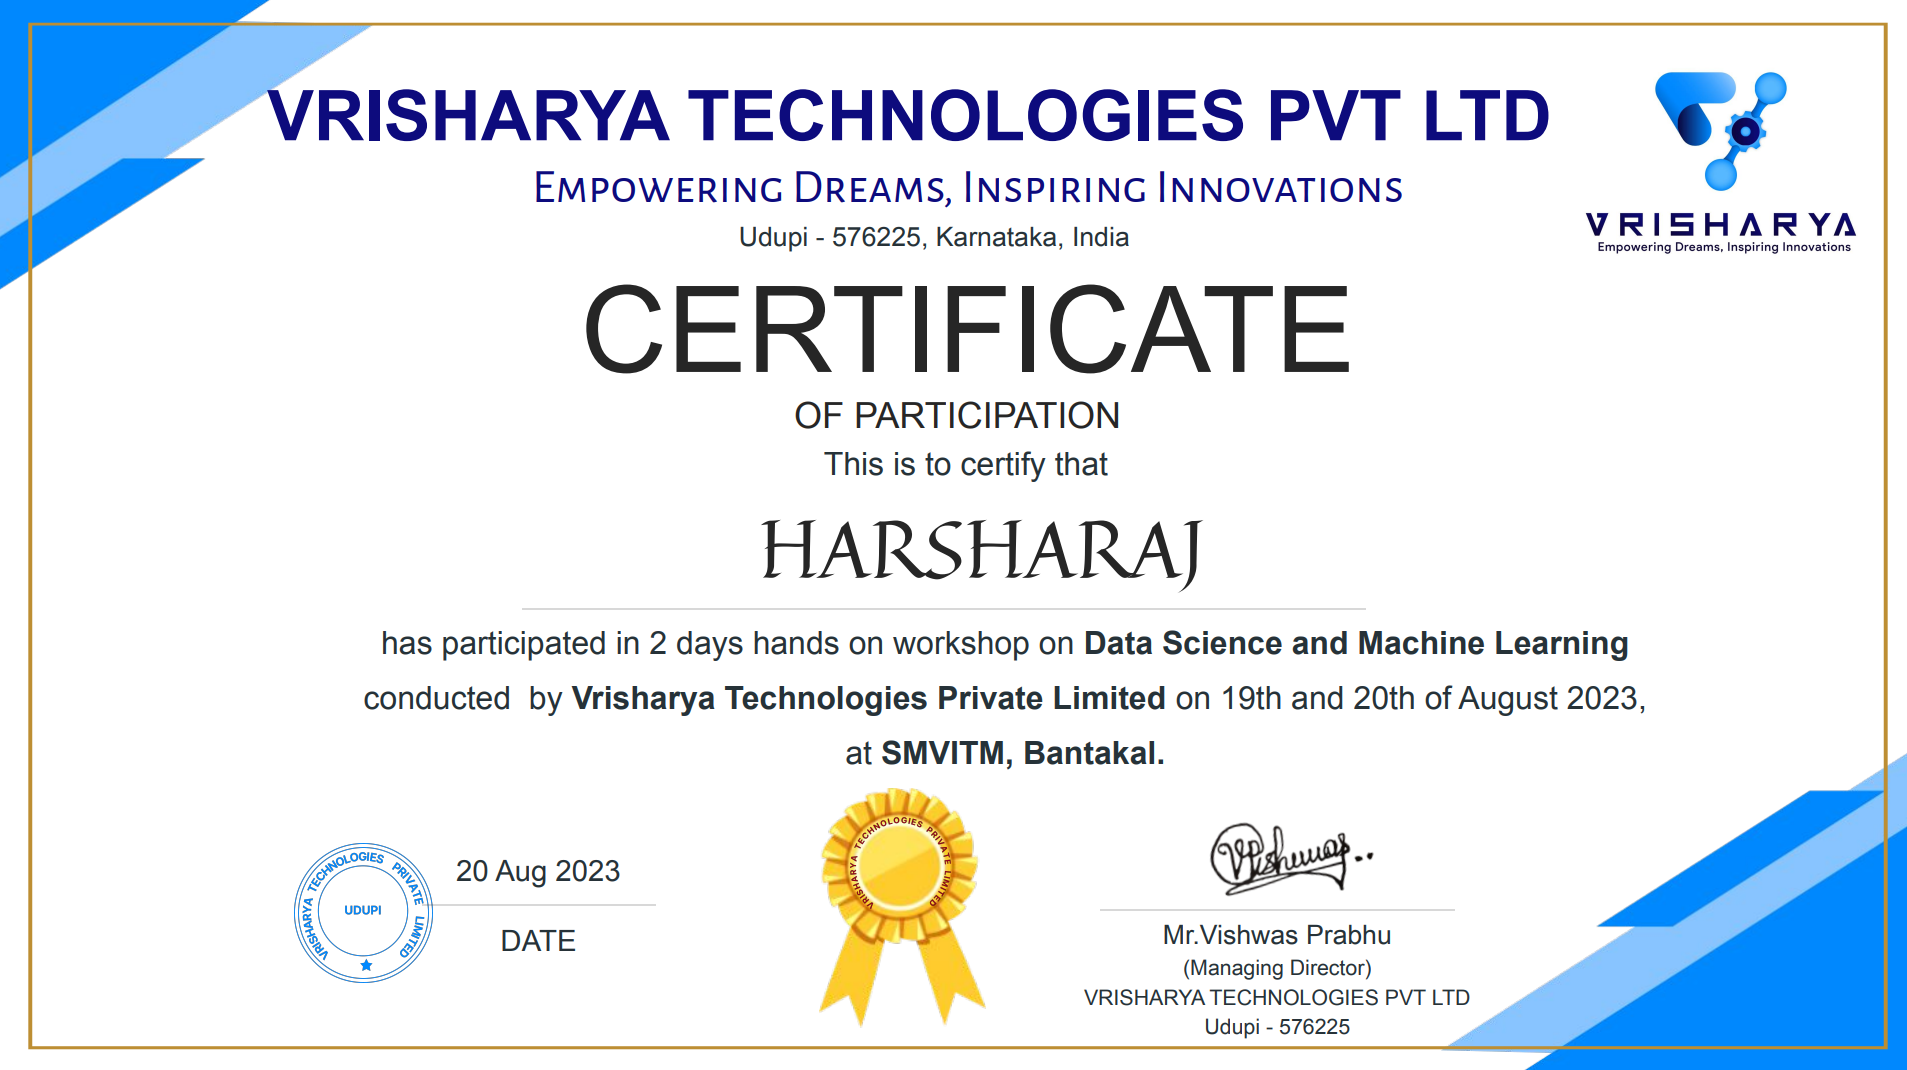 VRISHARYA TECHNOLOGIES PVT LTD
EMPOWERING DREAMS, INSPIRING INNOVATIONS
Udupi - 576225, Karnataka, India
VRISHARYA
Empowering Dreams, Inspiring Innovations
CERTIFICATE
OF PARTICIPATION
This is to certify that
HARSHARAJ
has participated in 2 days hands on workshop on Data Science and Machine Learning
conducted by Vrisharya Technologies Private Limited on 19th and 20th of August 2023,
at SMVITM, Bantakal.
VRISHARYA TECHNOLOGIES PRIVATE LIMITED
UDUPI
20 Aug 2023
DATE
VRISHARYA TECHNOLOGIES PRIVATE LIMITED
Vishwas
Mr.Vishwas Prabhu
(Managing Director)
VRISHARYA TECHNOLOGIES PVT LTD
Udupi - 576225